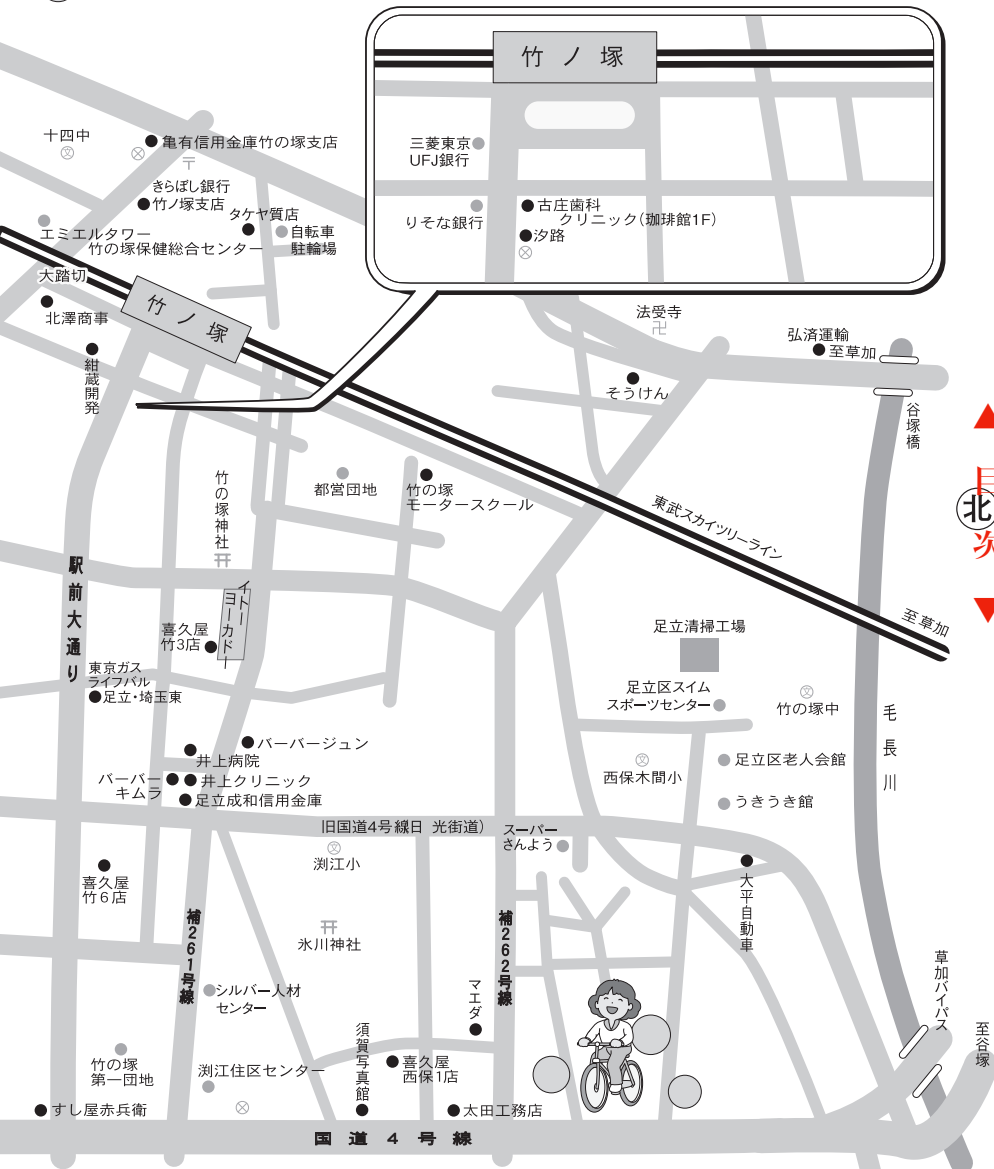 竹ノ塚
三菱東京
UFJ銀行
りそな銀行
古庄歯科
クリニック(珈琲館1F)
汐路
十四中
文
亀有信用金庫竹の塚支店
きらぼし銀行
竹ノ塚支店
タケヤ質店
自転車
駐輪場
エミエルタワー
竹の塚保健総合センター
大踏切
北澤商事
竹ノ塚
紺蔵開発
法受寺
弘済運輸
至草加
そうけん
谷塚橋
目
北
次
都営団地
竹の塚
モータースクール
竹の塚神社
東武スカイツリーライン
至草加
駅前大通り
イトーヨーカドー
喜久屋
竹3店
東京ガス
ライフバル
足立・埼玉東
足立清掃工場
足立区スイム
スポーツセンター
文
竹の塚中
毛長川
バーバージュン
井上病院
バーバー
キムラ
井上クリニック
足立成和信用金庫
文
西保木間小
足立区老人会館
うきうき館
旧国道4号線日 光街道)
スーパー
さんよう
文
渕江小
喜久屋
竹6店
大平自動車
補261号線
補262号線
氷川神社
シルバー人材
センター
マエダ
草加バイパス
至谷塚
竹の塚
第一団地
渕江住区センター
須賀写真館
喜久屋
西保1店
すし屋赤兵衛
太田工務店
国道4号線